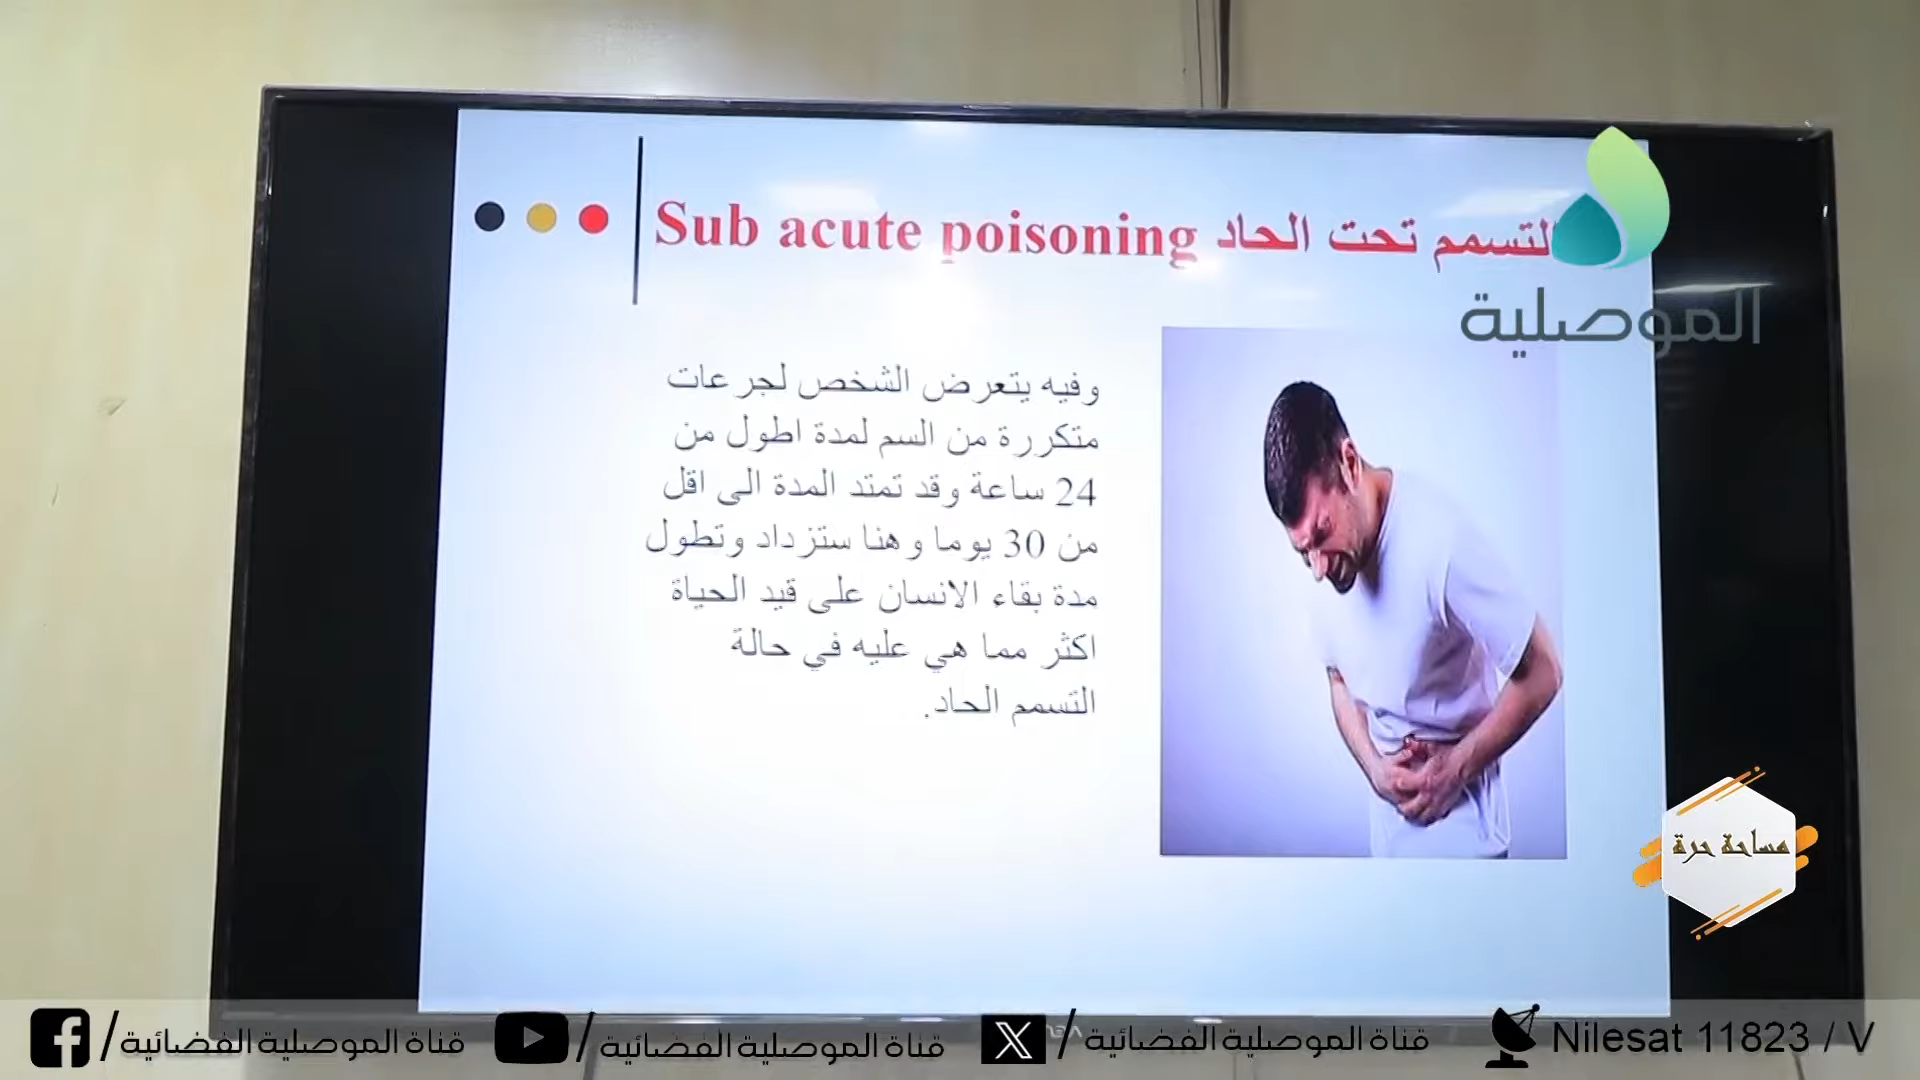 التسمم تحت الحاد Sub acute poisoning
الموصلية
وفيه يتعرض الشخص لجرعات
متكررة من السم لمدة اطول من
24 ساعة وقد تمتد المدة الى اقل
من 30 يوما وهنا ستزداد وتطول
مدة بقاء الانسان على قيد الحياة
اكثر مما هي عليه في حالة
التسمم الحاد.
مساحة حرة
/قناة الموصلية الفضائية
/قناة الموصلية الفضائية
/قناة الموصلية الفضائية
Nilesat 11823 / V